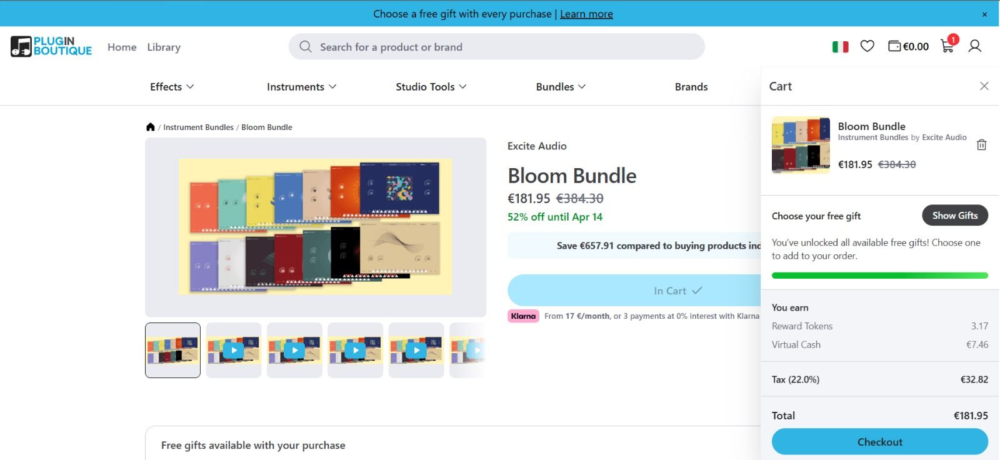 Choose a free gift with every purchase | Learn more ×
PLUGIN
BOUTIQUE
Home Library
Search for a product or brand
€0.00
1
Effects Instruments Studio Tools Bundles Brands
/ Instrument Bundles / Bloom Bundle
Excite Audio
Bloom Bundle
€181.95 €384.30
52% off until Apr 14
Save €657.91 compared to buying products ind
In Cart
Klarna From 17 €/month, or 3 payments at 0% interest with Klarna
Free gifts available with your purchase
Cart
Bloom Bundle
Instrument Bundles by Excite Audio
€181.95 €384.30
Choose your free gift Show Gifts
You've unlocked all available free gifts! Choose one
to add to your order.
You earn
Reward Tokens 3.17
Virtual Cash €7.46
Tax (22.0%) €32.82
Total €181.95
Checkout